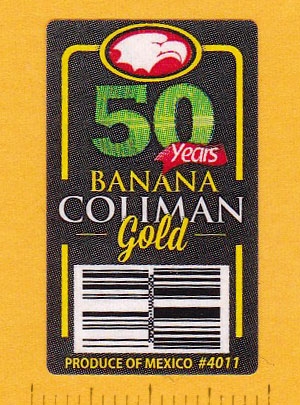 50
Years
BANANA
COLIMAN
Gold
PRODUCE OF MEXICO #4011